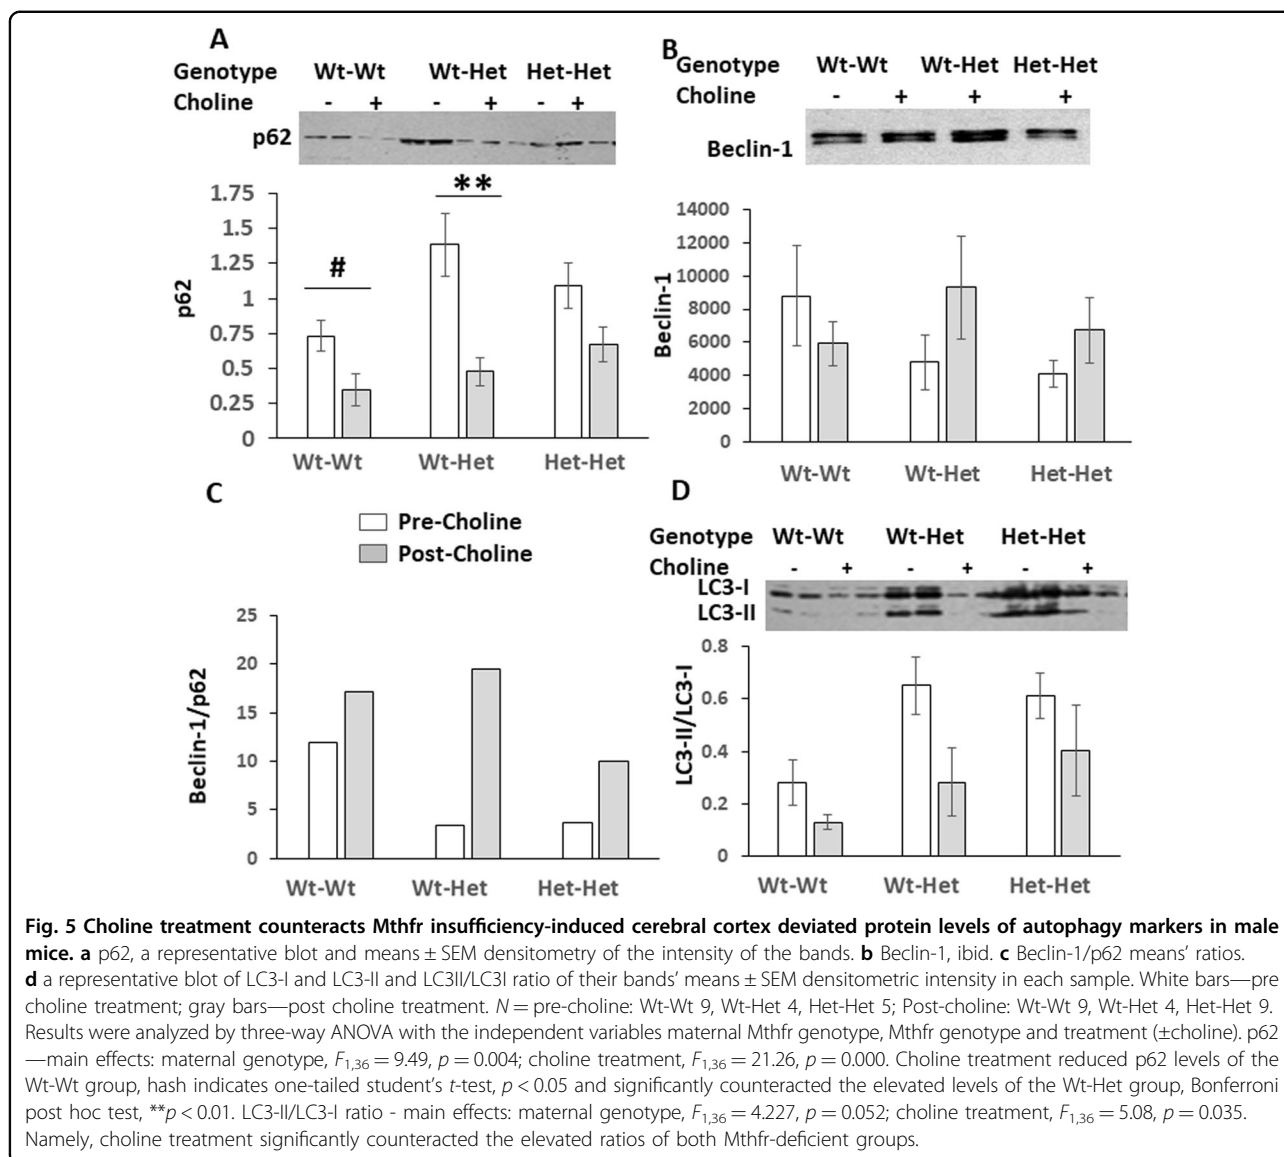 A
Genotype Wt-Wt Wt-Het Het-Het
Choline - + - + - +
p62
**
#
p62
1.75
1.5
1.25
1
0.75
0.5
0.25
0
Wt-Wt Wt-Het Het-Het
B
Genotype Wt-Wt Wt-Het Het-Het
Choline - + + +
Beclin-1
Beclin-1
14000
12000
10000
8000
6000
4000
2000
0
Wt-Wt Wt-Het Het-Het
C
Pre-Choline
Post-Choline
Beclin-1/p62
25
20
15
10
5
0
Wt-Wt Wt-Het Het-Het
D
Genotype Wt-Wt Wt-Het Het-Het
Choline - + - + - +
LC3-I
LC3-II
LC3-II/LC3-I
0.8
0.6
0.4
0.2
0
Wt-Wt Wt-Het Het-Het
Fig. 5 Choline treatment counteracts Mthfr insufficiency-induced cerebral cortex deviated protein levels of autophagy markers in male
mice. a p62, a representative blot and means ± SEM densitometry of the intensity of the bands. b Beclin-1, ibid. c Beclin-1/p62 means' ratios.
d a representative blot of LC3-I and LC3-II and LC3II/LC3I ratio of their bands' means ± SEM densitometric intensity in each sample. White bars—pre
choline treatment; gray bars—post choline treatment. N = pre-choline: Wt-Wt 9, Wt-Het 4, Het-Het 5; Post-choline: Wt-Wt 9, Wt-Het 4, Het-Het 9.
Results were analyzed by three-way ANOVA with the independent variables maternal Mthfr genotype, Mthfr genotype and treatment (±choline). p62
—main effects: maternal genotype, F1,36 = 9.49, p = 0.004; choline treatment, F1,36 = 21.26, p = 0.000. Choline treatment reduced p62 levels of the
Wt-Wt group, hash indicates one-tailed student's t-test, p < 0.05 and significantly counteracted the elevated levels of the Wt-Het group, Bonferroni
post hoc test, **p < 0.01. LC3-II/LC3-I ratio - main effects: maternal genotype, F1,36 = 4.227, p = 0.052; choline treatment, F1,36 = 5.08, p = 0.035.
Namely, choline treatment significantly counteracted the elevated ratios of both Mthfr-deficient groups.